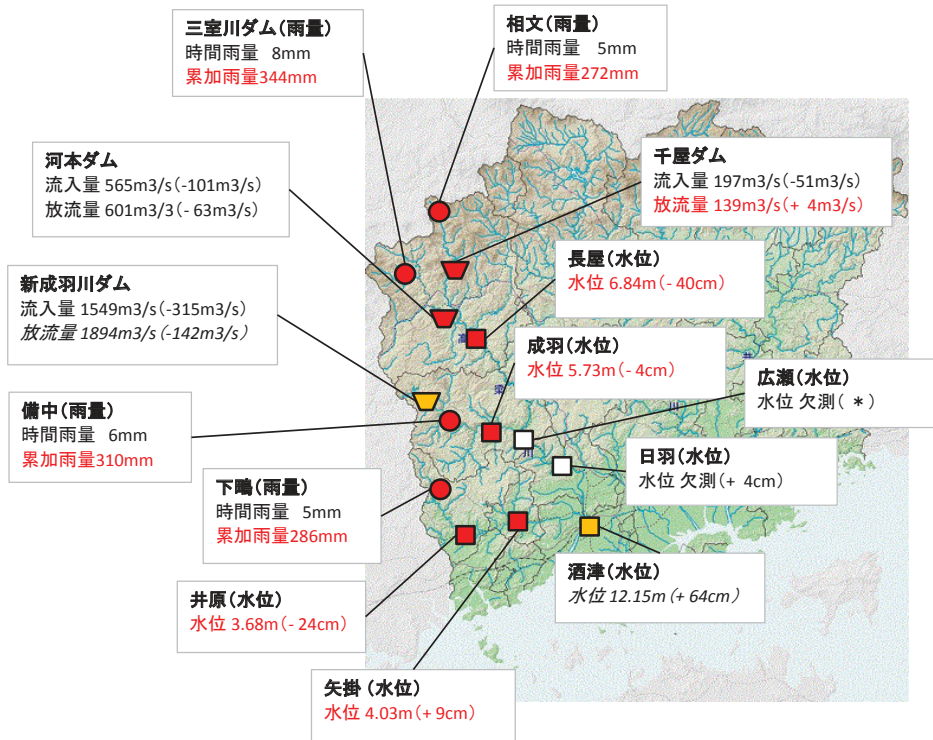 三室川ダム(雨量)
時間雨量 8mm
累加雨量344mm
相文(雨量)
時間雨量 5mm
累加雨量272mm
河本ダム
流入量 565m3/s(-101m3/s)
放流量 601m3/3(- 63m3/s)
千屋ダム
流入量 197m3/s(-51m3/s)
放流量 139m3/s(+ 4m3/s)
新成羽川ダム
流入量 1549m3/s(-315m3/s)
放流量 1894m3/s(-142m3/s)
長屋(水位)
水位 6.84m(- 40cm)
成羽(水位)
水位 5.73m(- 4cm)
広瀬(水位)
水位 欠測( * )
備中(雨量)
時間雨量 6mm
累加雨量310mm
日羽(水位)
水位 欠測(+ 4cm)
下鴫(雨量)
時間雨量 5mm
累加雨量286mm
酒津(水位)
水位 12.15m(+ 64cm)
井原(水位)
水位 3.68m(- 24cm)
矢掛(水位)
水位 4.03m(+ 9cm)
高
梁
川
井
川